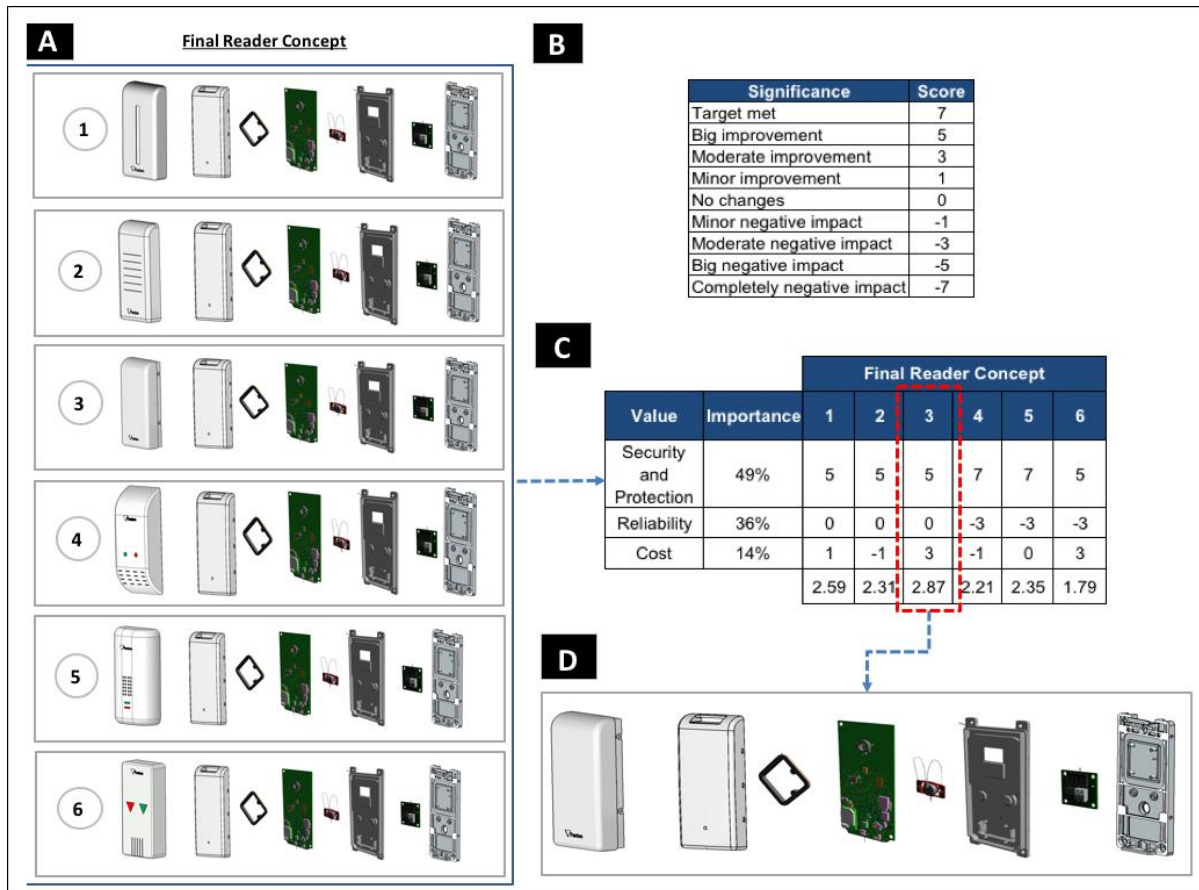 A
Final Reader Concept
1
2
3
4
5
6
B
Significance Score
Target met 7
Big improvement 5
Moderate improvement 3
Minor improvement 1
No changes 0
Minor negative impact -1
Moderate negative impact -3
Big negative impact -5
Completely negative impact -7
C
Final Reader Concept
Value Importance 1 2 3 4 5 6
Security
and
Protection
49% 5 5 5 7 7 5
Reliability 36% 0 0 0 -3 -3 -3
Cost 14% 1 -1 3 -1 0 3
2.59 2.31 2.87 2.21 2.35 1.79
D